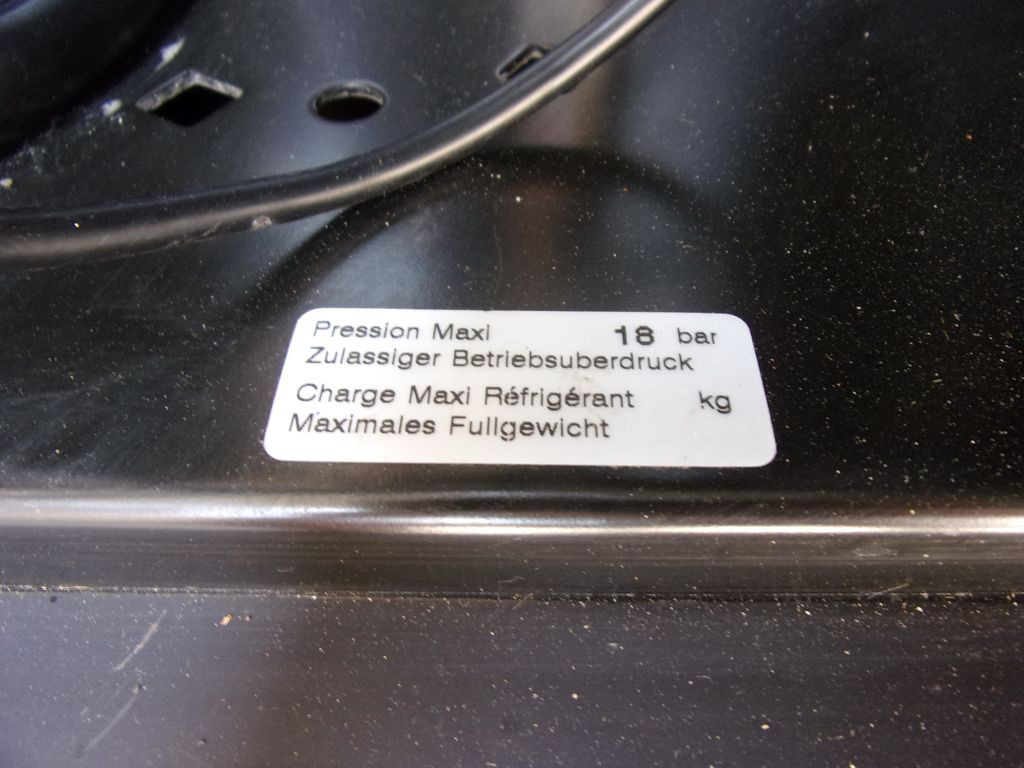 Pression Maxi 18 bar
Zulassiger Betriebsuberdruck
Charge Maxi Réfrigérant kg
Maximales Fullgewicht